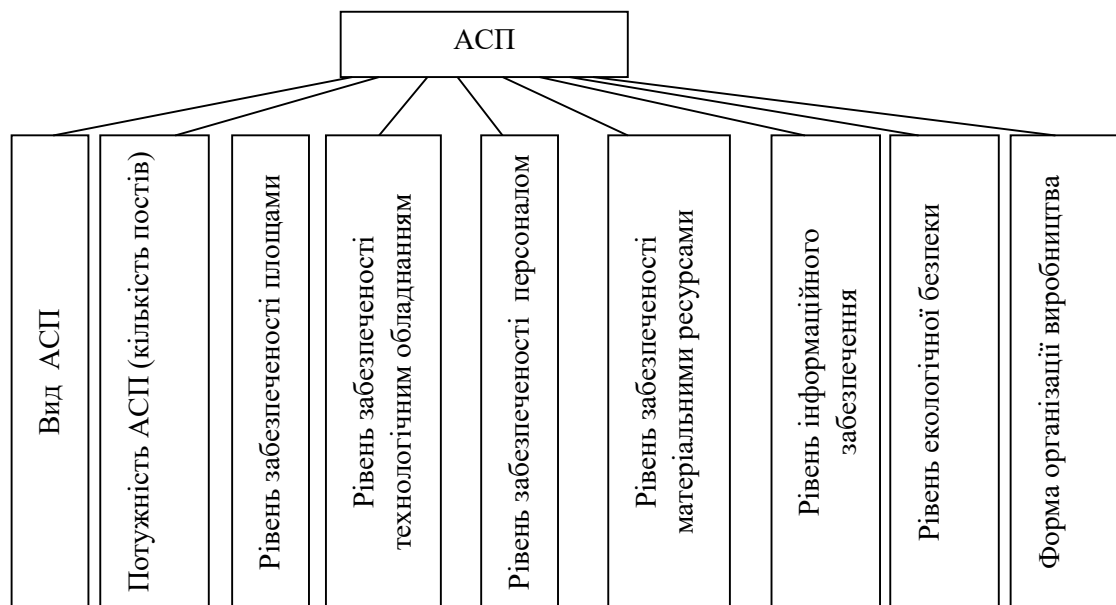 АСП
Вид АСП
Потужність АСП (кількість постів)
Рівень забезпеченості площами
Рівень забезпеченості
технологічним обладнанням
Рівень забезпеченості персоналом
Рівень забезпеченості
матеріальними ресурсами
Рівень інформаційного
забезпечення
Рівень екологічної безпеки
Форма організації виробництва